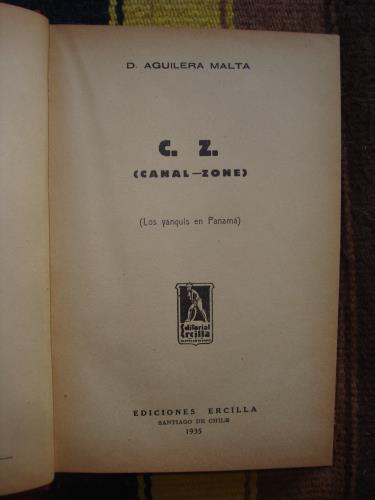 D. AGUILERA MALTA
C. Z.
(CANAL—ZONE)
(Los yanquis en Panamá)
Editorial
Ercilla
EDICIONES ERCILLA
SANTIAGO DE CHILE
1935